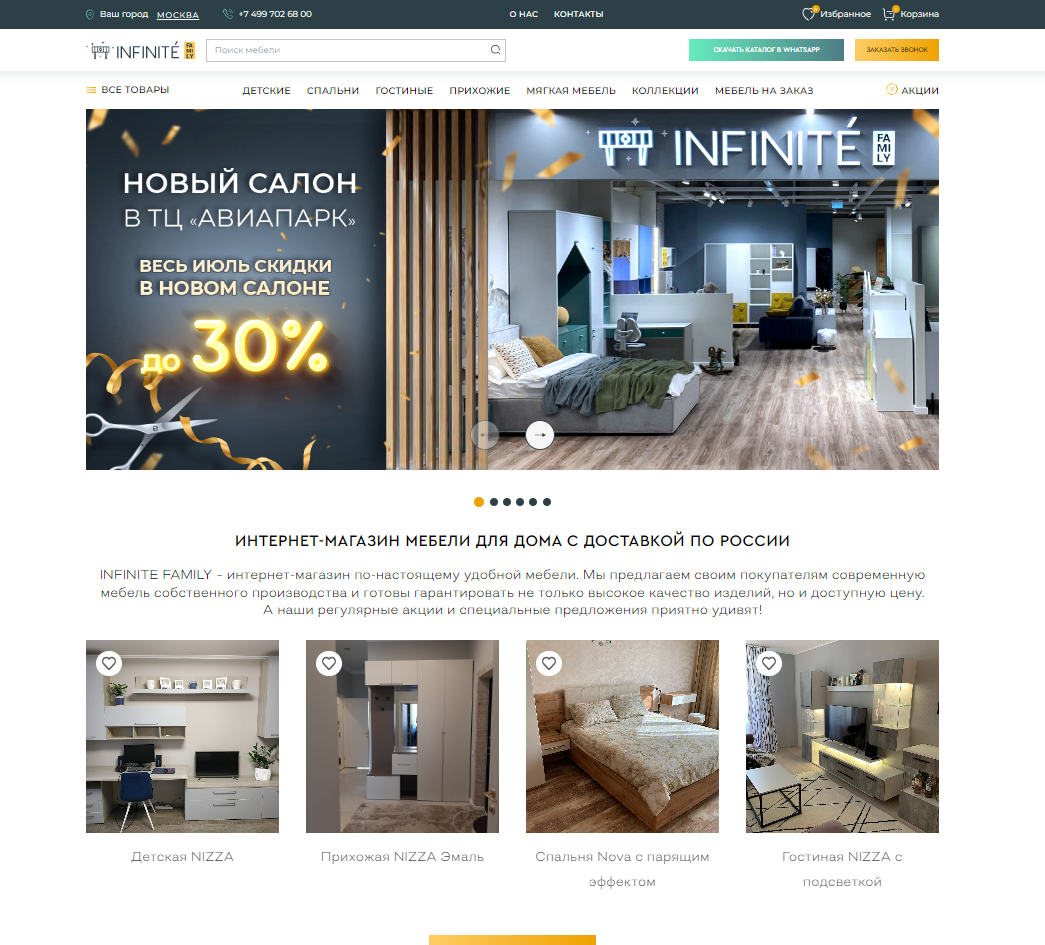 Ваш город МОСКВА
+7 499 702 68 00
О НАС
КОНТАКТЫ
Избранное
Корзина
INFINITÉ FAMILY
Поиск мебели
СКАЧАТЬ КАТАЛОГ В WHATSAPP
ЗАКАЗАТЬ ЗВОНОК
ВСЕ ТОВАРЫ
ДЕТСКИЕ
СПАЛЬНИ
ГОСТИНЫЕ
ПРИХОЖИЕ
МЯГКАЯ МЕБЕЛЬ
КОЛЛЕКЦИИ
МЕБЕЛЬ НА ЗАКАЗ
АКЦИИ
INFINITÉ FAMILY
НОВЫЙ САЛОН
В ТЦ «АВИАПАРК»
ВЕСЬ ИЮЛЬ СКИДКИ
В НОВОМ САЛОНЕ
до 30%
ИНТЕРНЕТ-МАГАЗИН МЕБЕЛИ ДЛЯ ДОМА С ДОСТАВКОЙ ПО РОССИИ
INFINITE FAMILY – интернет-магазин по-настоящему удобной мебели. Мы предлагаем своим покупателям современную
мебель собственного производства и готовы гарантировать не только высокое качество изделий, но и доступную цену.
А наши регулярные акции и специальные предложения приятно удивят!
Детская NIZZA
Прихожая NIZZA Эмаль
Спальня Nova с парящим
эффектом
Гостиная NIZZA с
подсветкой